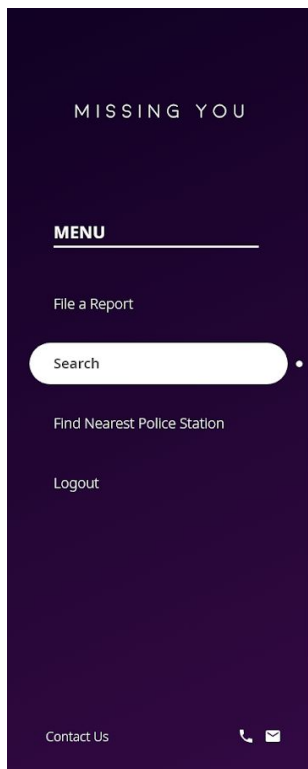 MISSING YOU
MENU
File a Report
Search
Find Nearest Police Station
Logout
Contact Us